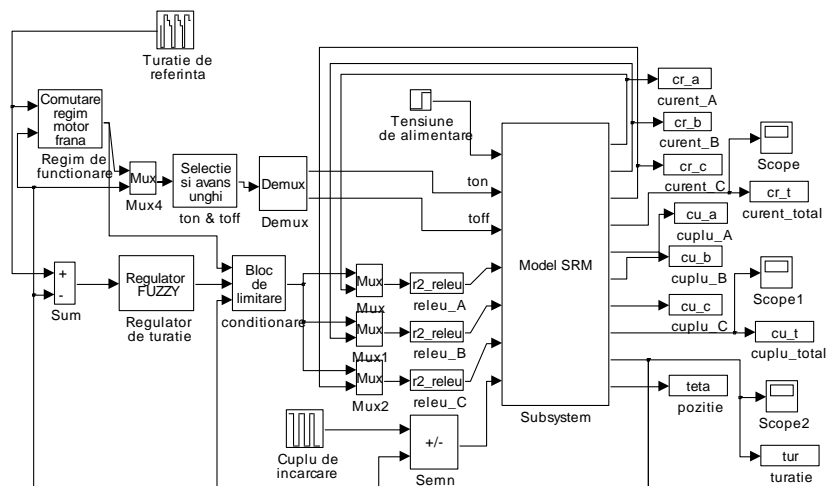 Turatie de
referinta
Comutare
regim
motor
frana
Regim de
functionare
Mux
Mux4
Selectie
si avans
unghi
ton & toff
Demux
Demux
Tensiune
de alimentare
ton
toff
Model SRM
Subsystem
cr_a
curent_A
cr_b
curent_B
cr_c
curent_C
Scope
cr_t
curent_total
cu_a
cuplu_A
cu_b
cuplu_B
Scope1
cu_c
cuplu_C
cu_t
cuplu_total
teta
pozitie
Scope2
tur
turatie
+
-
Sum
Regulator
FUZZY
Regulator
de turatie
Bloc
de
limitare
conditionare
Mux
Mux
r2_releu
releu_A
Mux
Mux1
r2_releu
releu_B
Mux
Mux2
r2_releu
releu_C
Cuplu de
incarcare
+/-
Semn